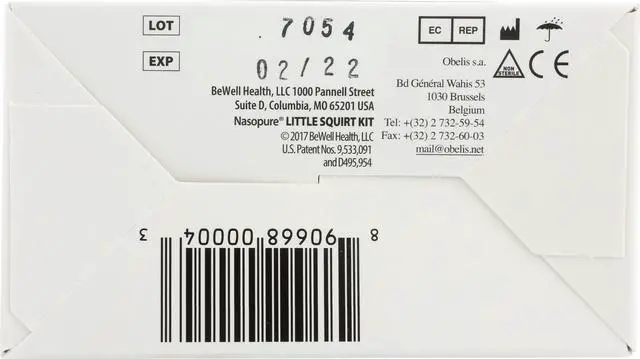 LOT 7054
EXP 02/22
BeWell Health, LLC 1000 Pannell Street
Suite D, Columbia, MO 65201 USA
Nasopure® LITTLE SQUIRT KIT
© 2017 BeWell Health, LLC
U.S. Patent Nos. 9,533,091
and D495,954
EC REP
Obelis s.a.
Bd Général Wahis 53
1030 Brussels
Belgium
Tel: +(32) 2 732-59-54
Fax: +(32) 2 732-60-03
mail@obelis.net
NON
STERILE
CE
8 90668 00004 3